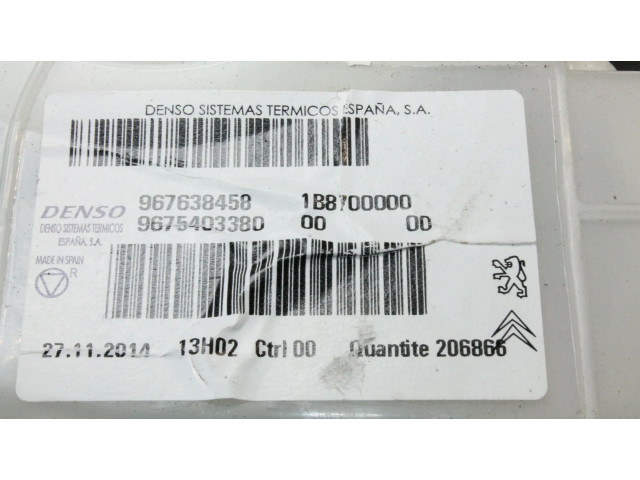 DENSO SISTEMAS TERMICOS ESPAÑA, S.A.
967638458 1B8700000
DENSO 9675403380 00 00
DENSO SISTEMAS TERMICOS
ESPAÑA, S.A.
MADE IN SPAIN
R
27.11.2014 13H02 Ctrl 00 Quantite 206866